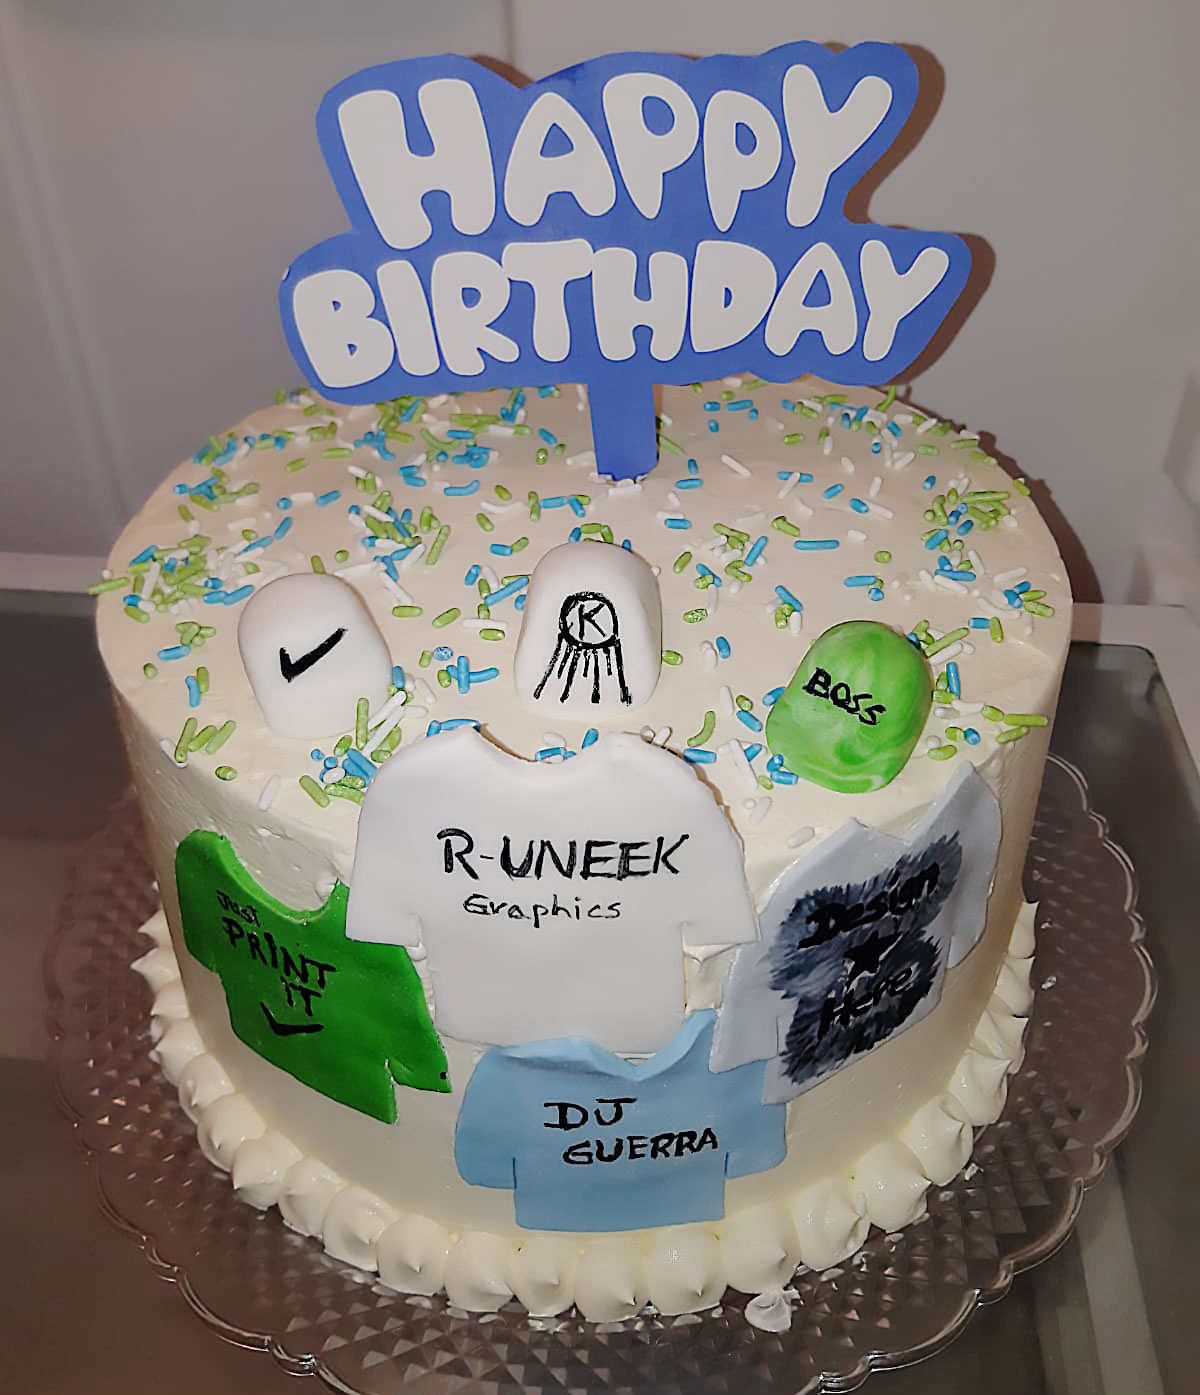 HAPPY
BIRTHDAY
K
BOSS
R-UNEEK
Graphics
JUST
PRINT
IT
Design
Here
DJ
GUERRA